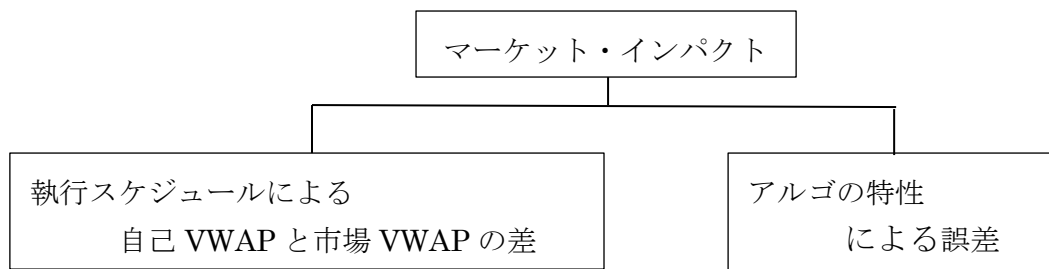 マーケット・インパクト
執行スケジュールによる
自己 VWAP と市場 VWAP の差
アルゴの特性
による誤差